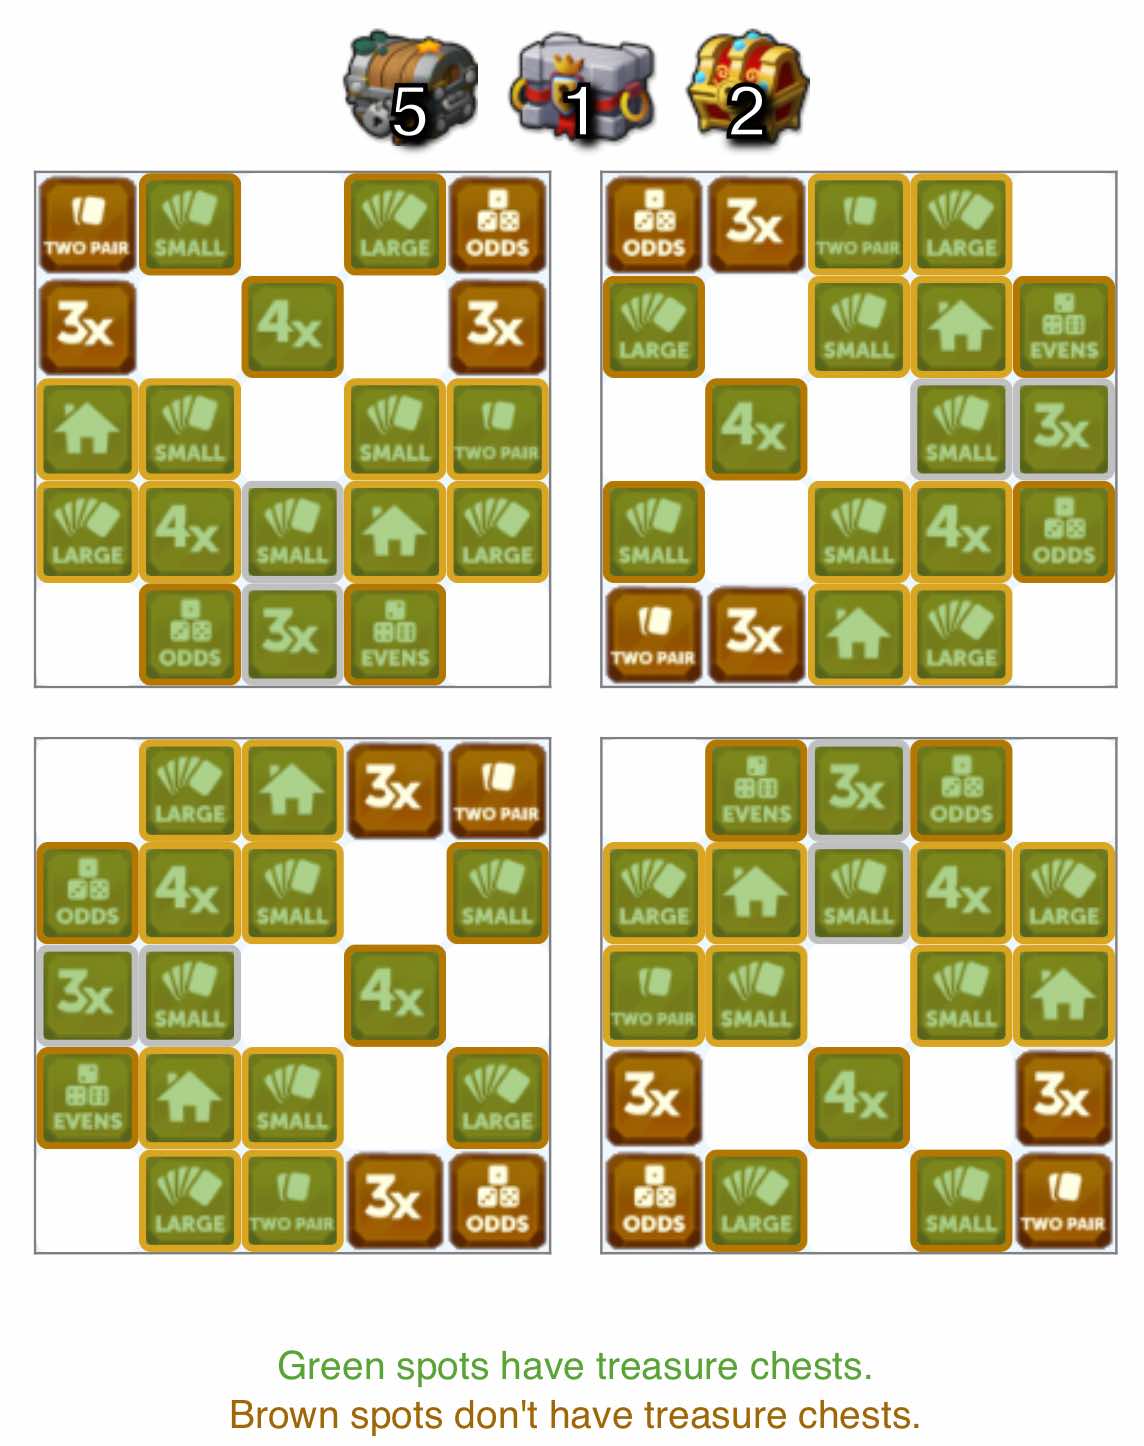 5 1 2
TWO PAIR SMALL LARGE ODDS
3x 4x 3x
SMALL SMALL TWO PAIR
LARGE 4x SMALL LARGE
ODDS 3x EVENS
ODDS 3x TWO PAIR LARGE
LARGE SMALL EVENS
4x SMALL 3x
SMALL SMALL 4x ODDS
TWO PAIR 3x LARGE
LARGE 3x TWO PAIR
ODDS 4x SMALL SMALL
3x SMALL 4x
EVENS SMALL LARGE
LARGE TWO PAIR 3x ODDS
EVENS 3x ODDS
LARGE SMALL 4x LARGE
TWO PAIR SMALL SMALL
3x 4x 3x
ODDS LARGE SMALL TWO PAIR
Green spots have treasure chests.
Brown spots don't have treasure chests.